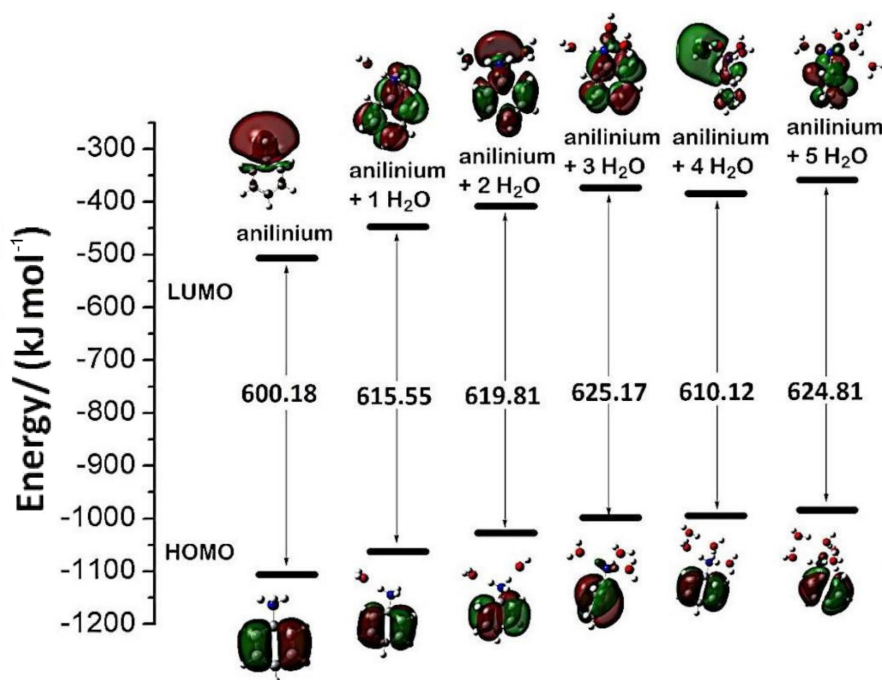 Energy/ (kJ mol⁻¹)
-300
-400
-500
-600
-700
-800
-900
-1000
-1100
-1200
LUMO
HOMO
anilinium
anilinium
+ 1 H₂O
anilinium
+ 2 H₂O
anilinium
+ 3 H₂O
anilinium
+ 4 H₂O
anilinium
+ 5 H₂O
600.18
615.55
619.81
625.17
610.12
624.81